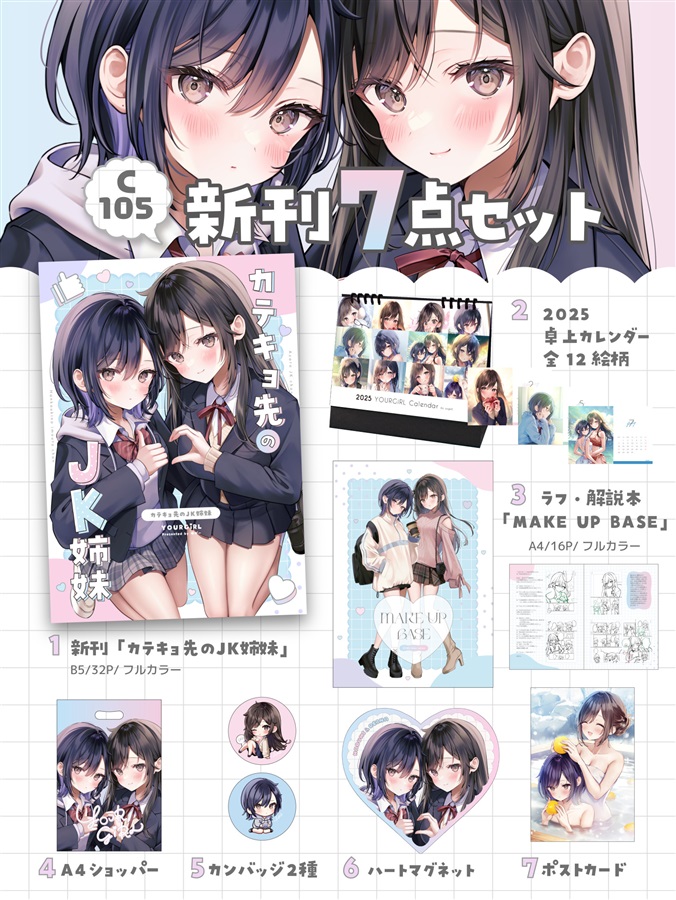 C
105
新刊7点セット
カテキョ先の
JK姉妹
カテキョ先のJK姉妹
YOURGIRL
2025 YOURGIRL Calendar
2 2025
卓上カレンダー
全 12 絵柄
3 ラフ・解説本
「MAKE UP BASE」
A4/16P/ フルカラー
MAKE UP
BASE
1 新刊「カテキョ先のJK姉妹」
B5/32P/ フルカラー
4 A4ショッパー
5 カンバッジ2種
6 ハートマグネット
7 ポストカード